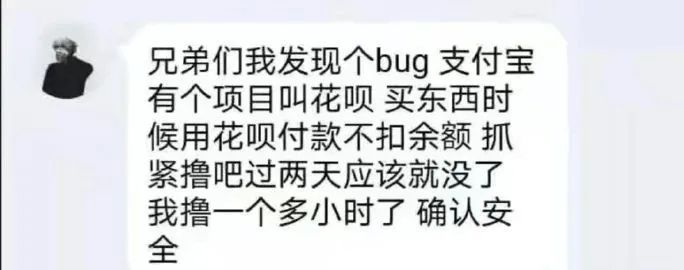 兄弟们我发现个bug 支付宝
有个项目叫花呗 买东西时
候用花呗付款不扣余额 抓
紧撸吧过两天应该就没了
我撸一个多小时了 确认安
全